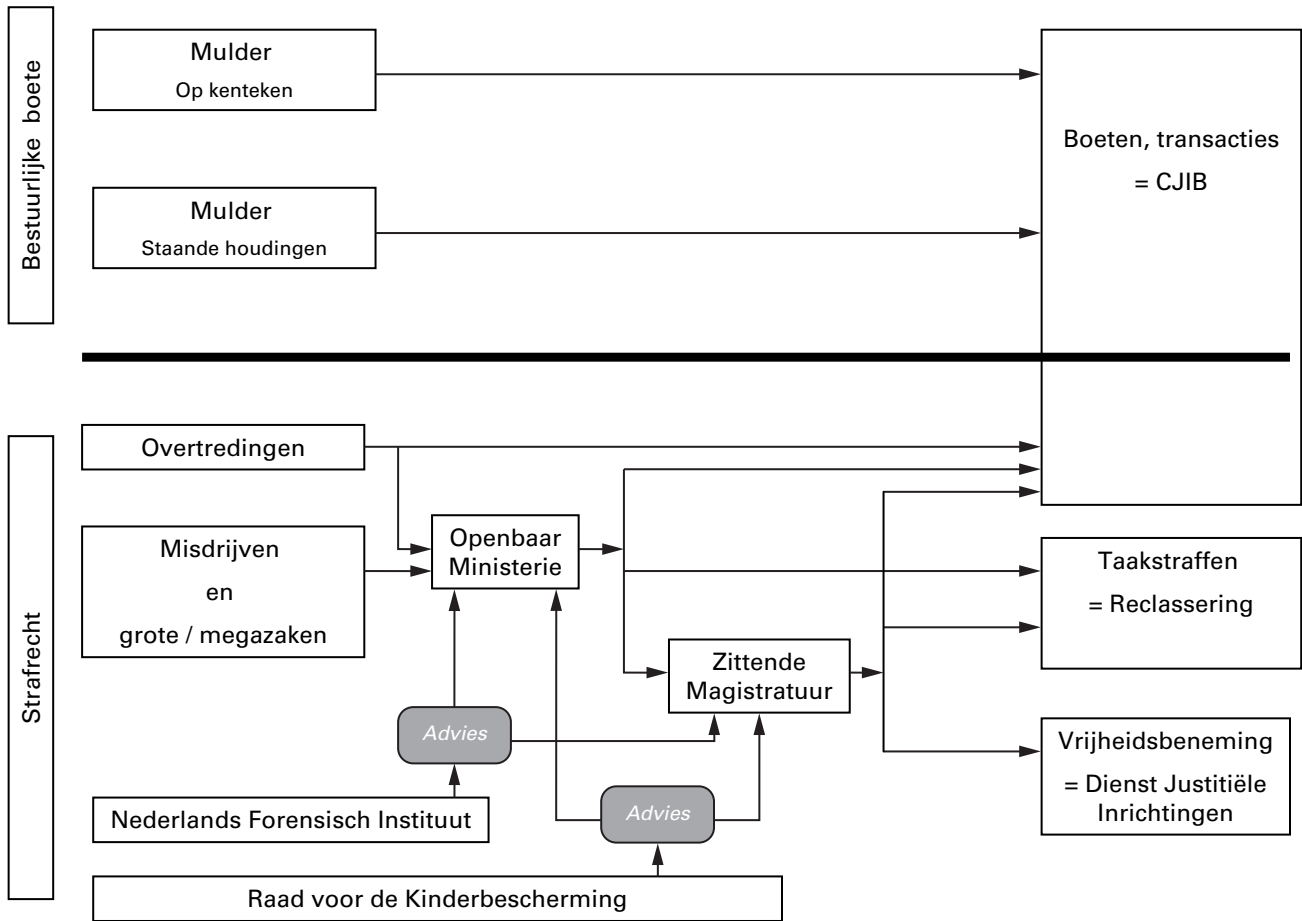 Bestuurlijke boete
Mulder
Op kenteken
Mulder
Staande houdingen
Boeten, transacties
= CJIB
Strafrecht
Overtredingen
Misdrijven
en
grote / megazaken
Openbaar
Ministerie
Zittende
Magistratuur
Taakstraffen
= Reclassering
Vrijheidsbeneming
= Dienst Justitiële
Inrichtingen
Advies
Nederlands Forensisch Instituut
Advies
Raad voor de Kinderbescherming